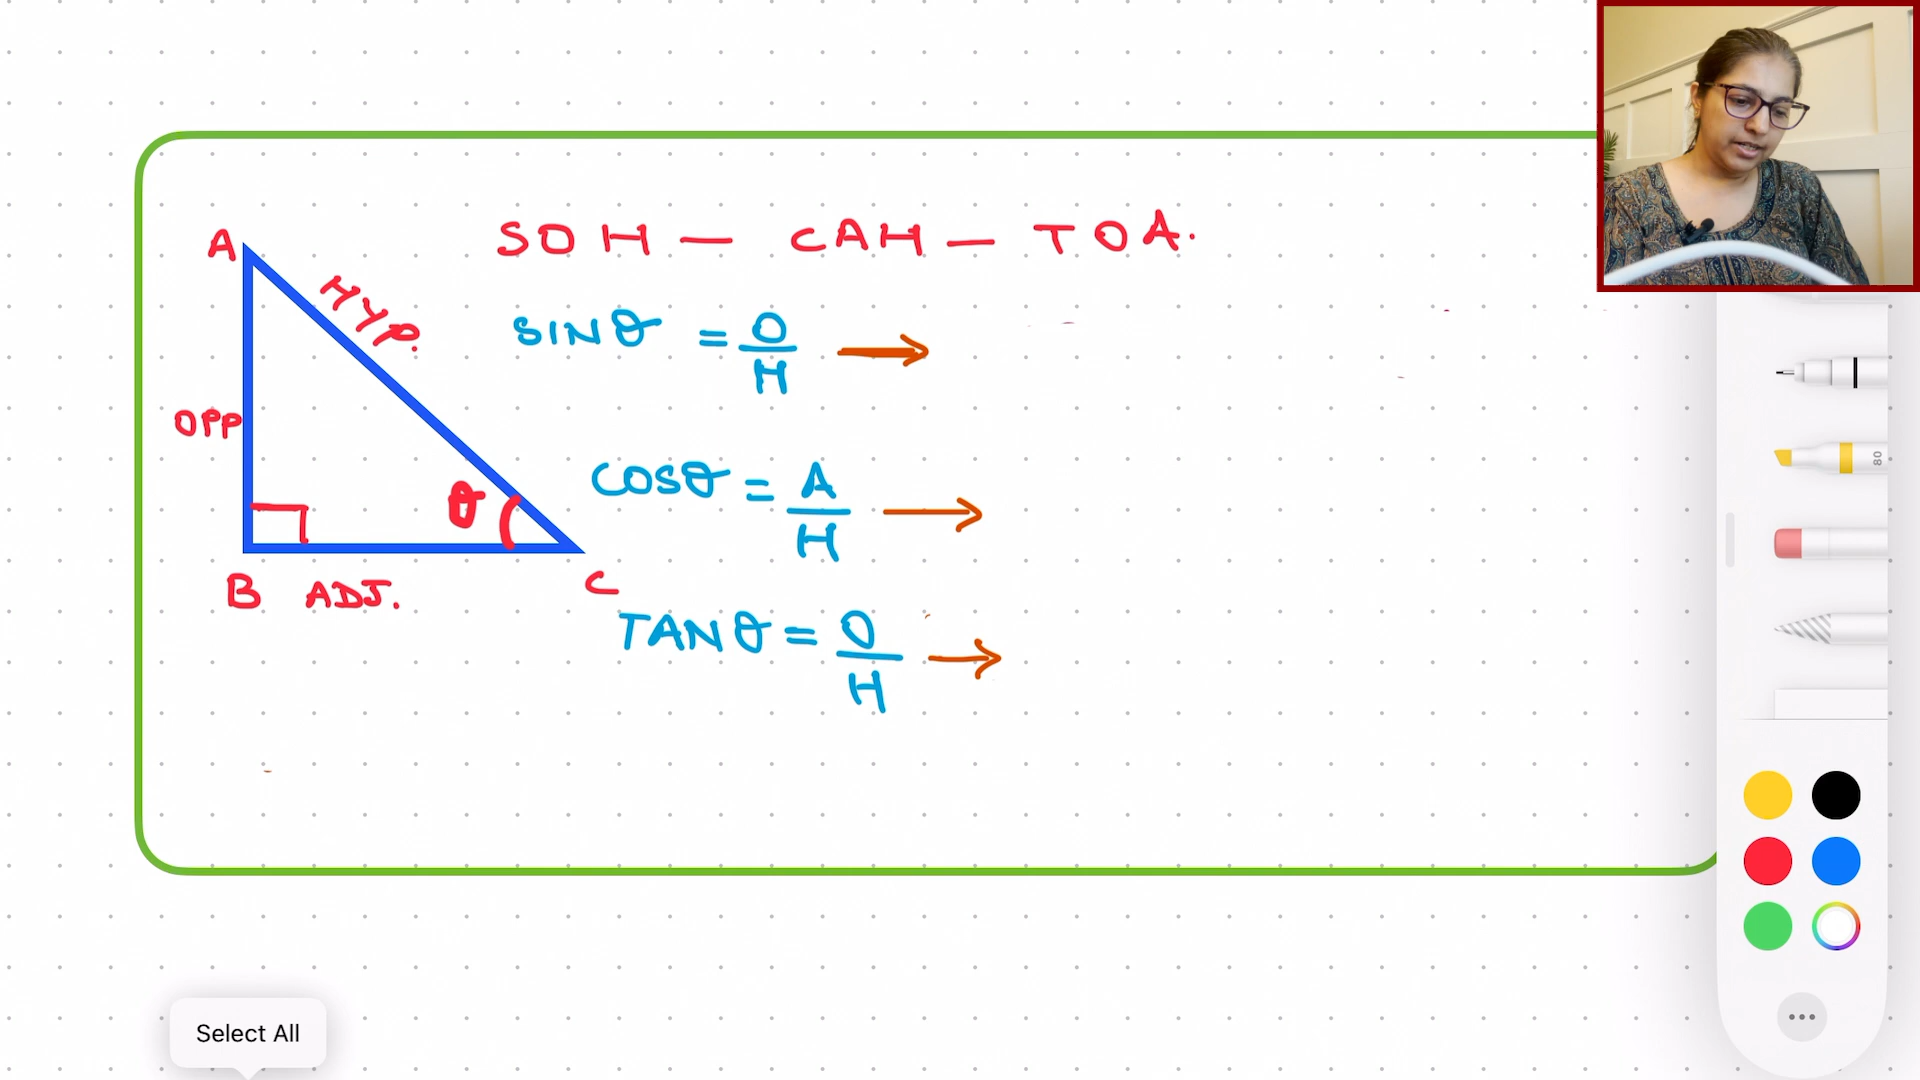 SOH — CAH — TOA.
A
HYP.
SINθ = O/H →
OPP
θ
COSθ = A/H →
B ADJ. C
TANθ = O/H →
80
Select All